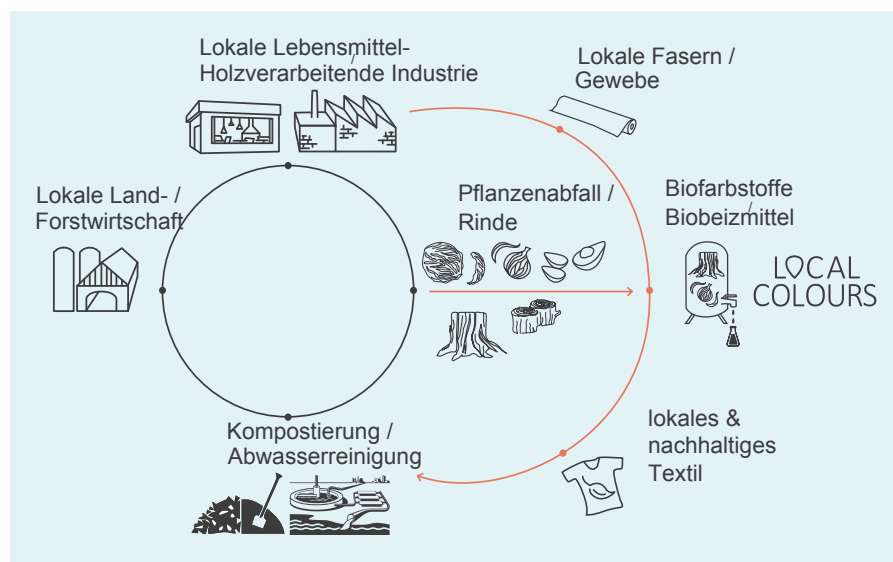 Lokale Lebensmittel-
/
Holzverarbeitende Industrie
Lokale Fasern /
Gewebe
Lokale Land- /
Forstwirtschaft
Pflanzenabfall /
Rinde
Biofarbstoffe
/
Biobeizmittel
LOCAL
COLOURS
Kompostierung /
Abwasserreinigung
lokales &
nachhaltiges
Textil